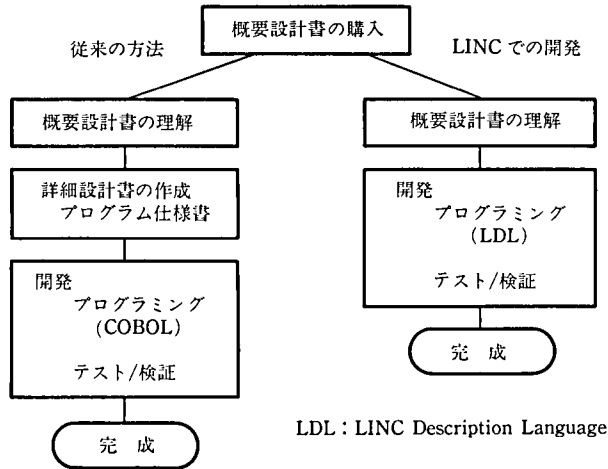 概要設計書の購入
従来の方法
LINCでの開発
概要設計書の理解
詳細設計書の作成
プログラム仕様書
開発
プログラミング
(COBOL)
テスト/検証
完 成
概要設計書の理解
開発
プログラミング
(LDL)
テスト/検証
完 成
LDL:LINC Description Language